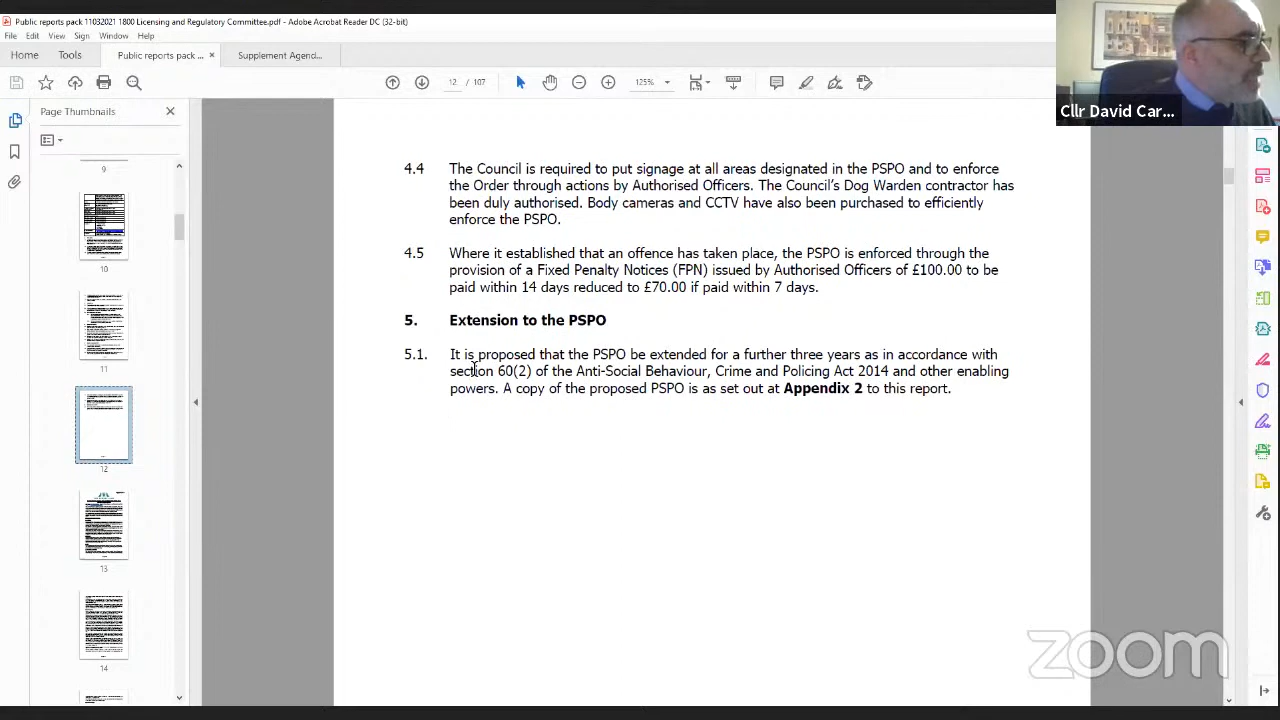 Public reports pack 11032021 1800 Licensing and Regulatory Committee.pdf - Adobe Acrobat Reader DC (32-bit)
File Edit View Sign Window Help
Home Tools Public reports pack ... × Supplement Agend...
12 / 107 125%
Cllr David Car...
Page Thumbnails ×
9
10
11
12
13
14
4.4 The Council is required to put signage at all areas designated in the PSPO and to enforce
the Order through actions by Authorised Officers. The Council's Dog Warden contractor has
been duly authorised. Body cameras and CCTV have also been purchased to efficiently
enforce the PSPO.
4.5 Where it established that an offence has taken place, the PSPO is enforced through the
provision of a Fixed Penalty Notices (FPN) issued by Authorised Officers of £100.00 to be
paid within 14 days reduced to £70.00 if paid within 7 days.
5. Extension to the PSPO
5.1. It is proposed that the PSPO be extended for a further three years as in accordance with
section 60(2) of the Anti-Social Behaviour, Crime and Policing Act 2014 and other enabling
powers. A copy of the proposed PSPO is as set out at Appendix 2 to this report.
zoom